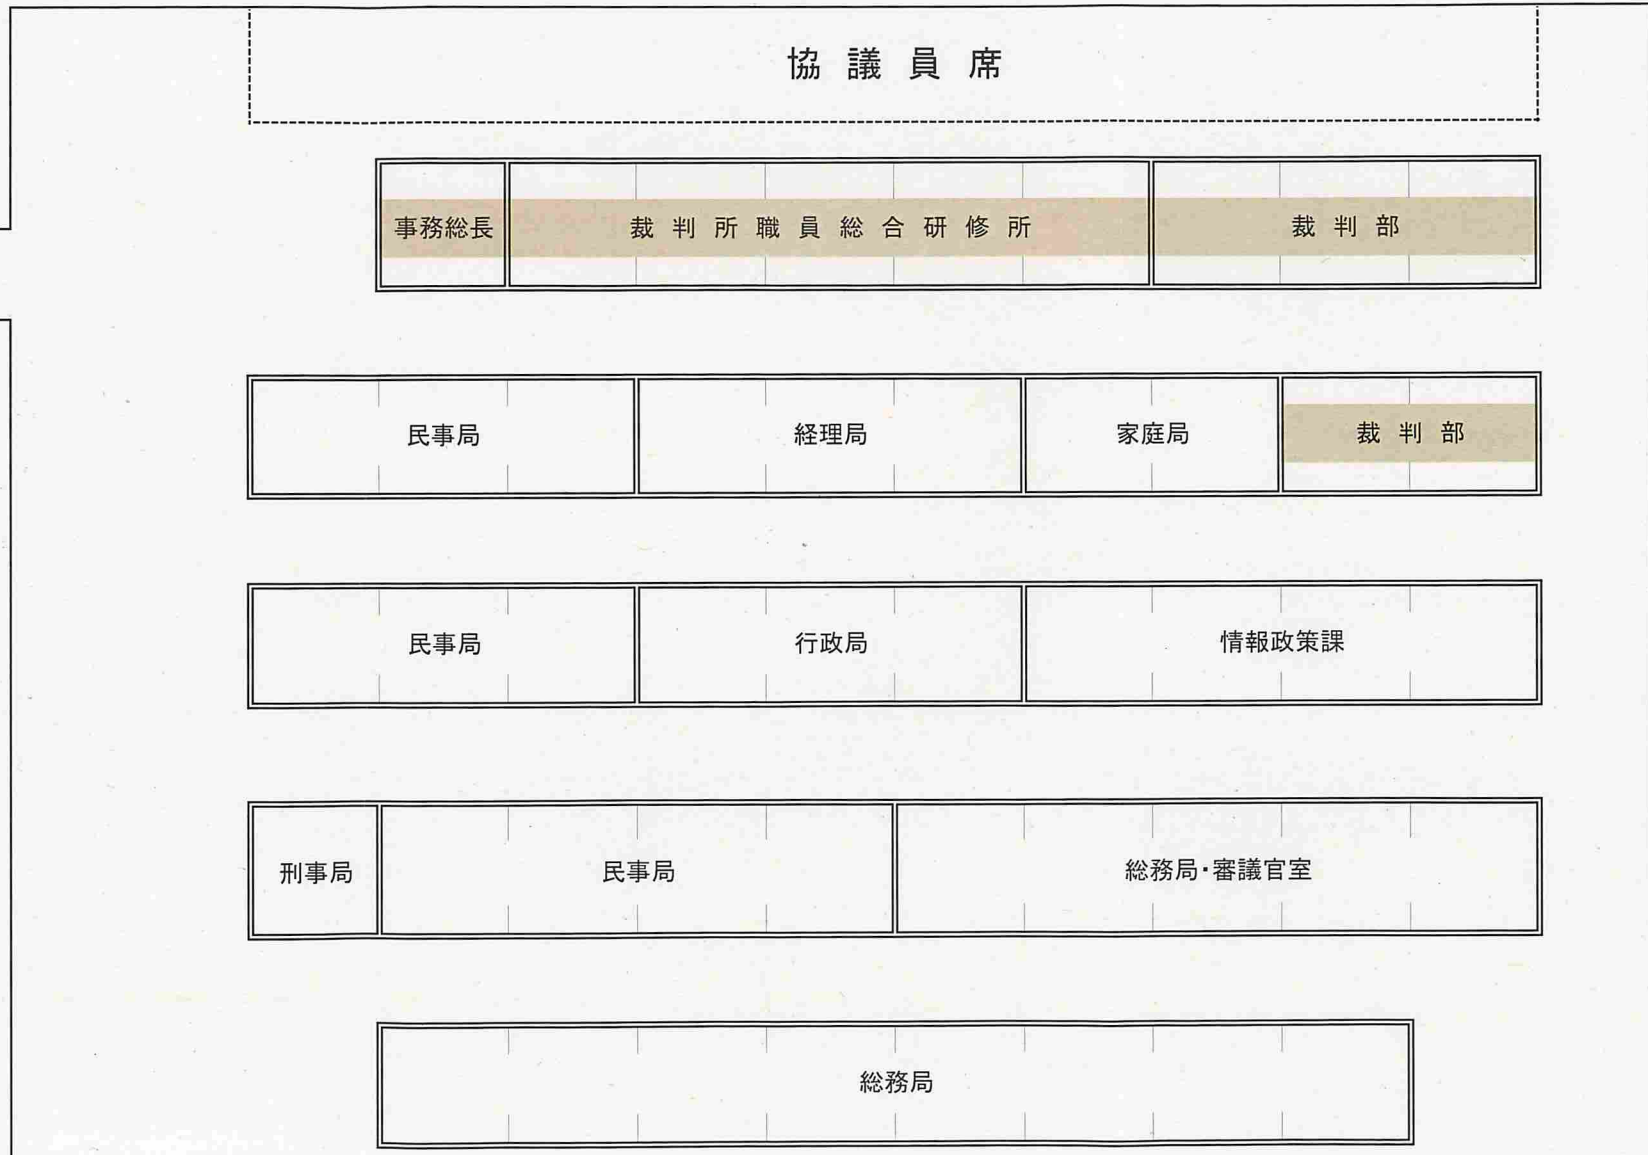 協議員席
事務総長 裁判所職員総合研修所 裁判部
民事局 経理局 家庭局 裁判部
民事局 行政局 情報政策課
刑事局 民事局 総務局・審議官室
総務局